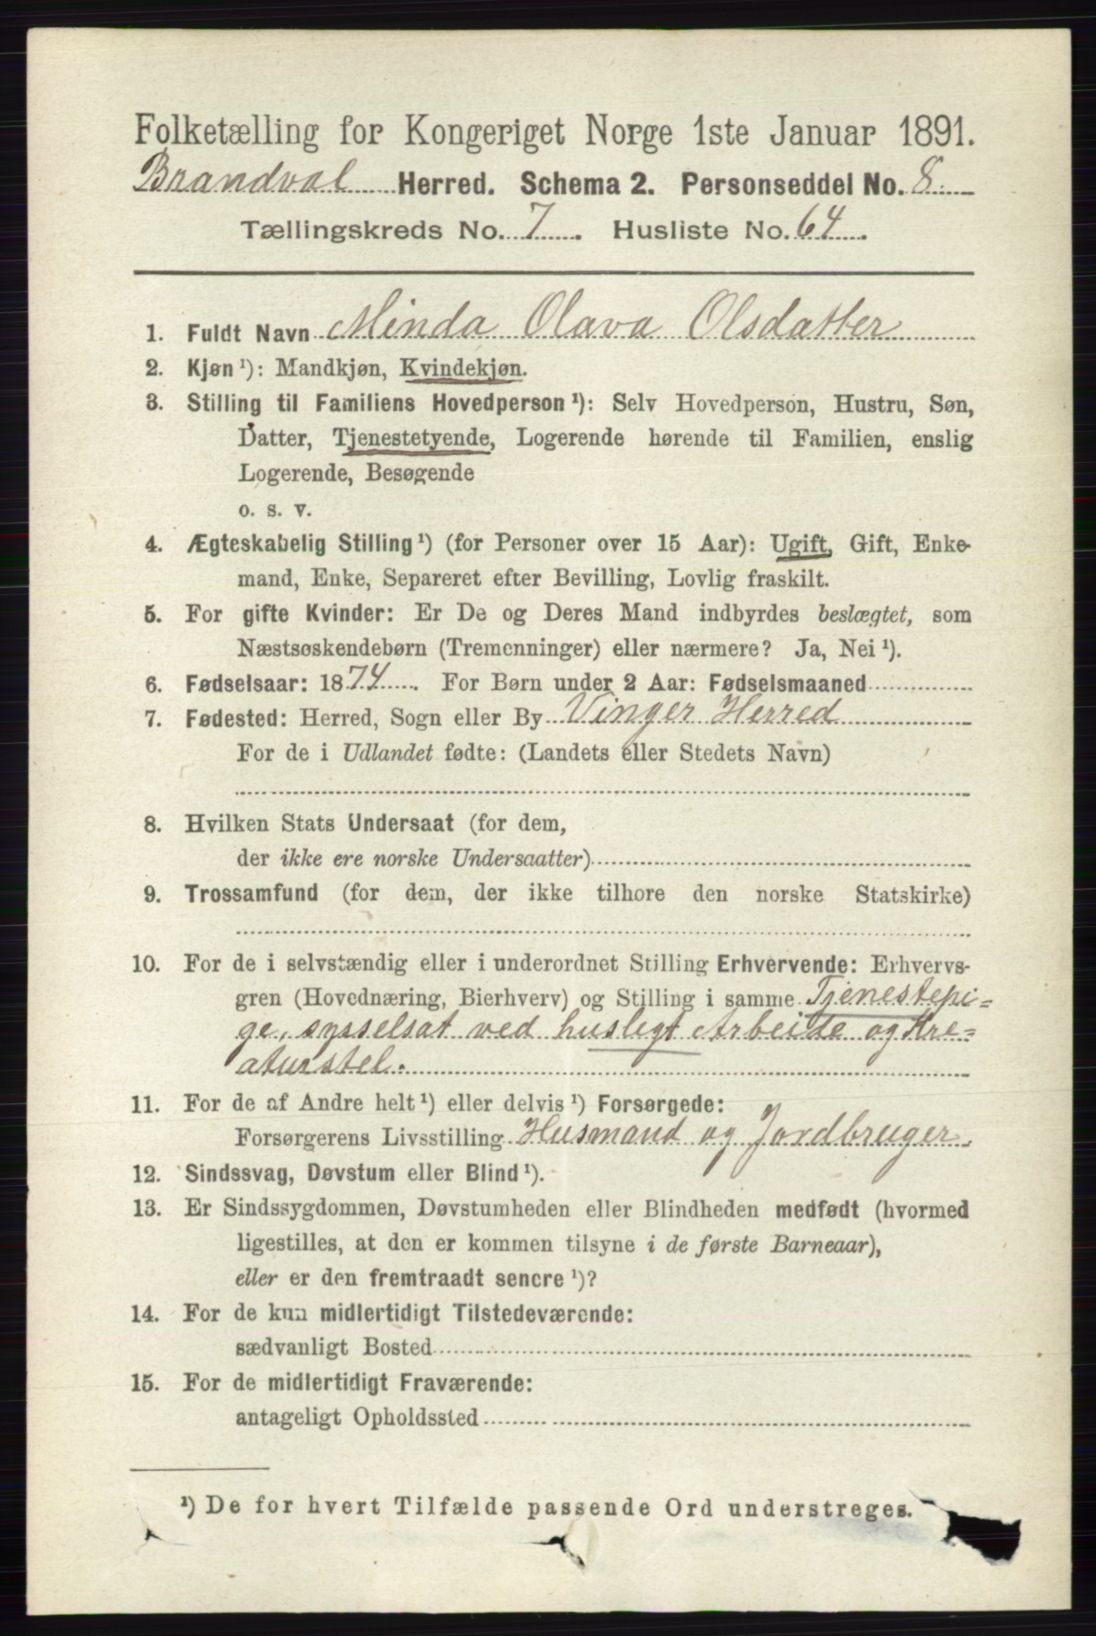 Folketælling for Kongeriget Norge 1ste Januar 1891.
Brandval Herred. Schema 2. Personseddel No. 8.
Tællingskreds No. 7. Husliste No. 64.
1. Fuldt Navn Minda Olava Olsdatter
2. Kjøn ¹): Mandkjøn, Kvindekjøn.
3. Stilling til Familiens Hovedperson ¹): Selv Hovedperson, Hustru, Søn,
Datter, Tjenestetyende, Logerende hørende til Familien, enslig
Logerende, Besøgende
o. s. v.
4. Ægteskabelig Stilling ¹) (for Personer over 15 Aar): Ugift, Gift, Enke-
mand, Enke, Separeret efter Bevilling, Lovlig fraskilt.
5. For gifte Kvinder: Er De og Deres Mand indbyrdes beslægtet, som
Næstsøskendebørn (Tremenninger) eller nærmere? Ja, Nei ¹).
6. Fødselsaar: 1874. For Børn under 2 Aar: Fødselsmaaned
7. Fødested: Herred, Sogn eller By Vinger Herred
For de i Udlandet fødte: (Landets eller Stedets Navn)
8. Hvilken Stats Undersaat (for dem,
der ikke ere norske Undersaatter)
9. Trossamfund (for dem, der ikke tilhøre den norske Statskirke)
10. For de i selvstændig eller i underordnet Stilling Erhvervende: Erhvervs-
gren (Hovednæring, Bierhverv) og Stilling i samme Tjenestepi=
ge, sysselsat ved husligt Arbeide og Kre=
aturstel.
11. For de af Andre helt ¹) eller delvis ¹) Forsørgede:
Forsørgerens Livsstilling Husmand og Jordbruger.
12. Sindssvag, Døvstum eller Blind ¹).
13. Er Sindssygdommen, Døvstumheden eller Blindheden medfødt (hvormed
ligestilles, at den er kommen tilsyne i de første Barneaar),
eller er den fremtraadt senere ¹)?
14. For de kun midlertidigt Tilstedeværende:
sædvanligt Bosted
15. For de midlertidigt Fraværende:
antageligt Opholdssted
¹) De for hvert Tilfælde passende Ord understreges.